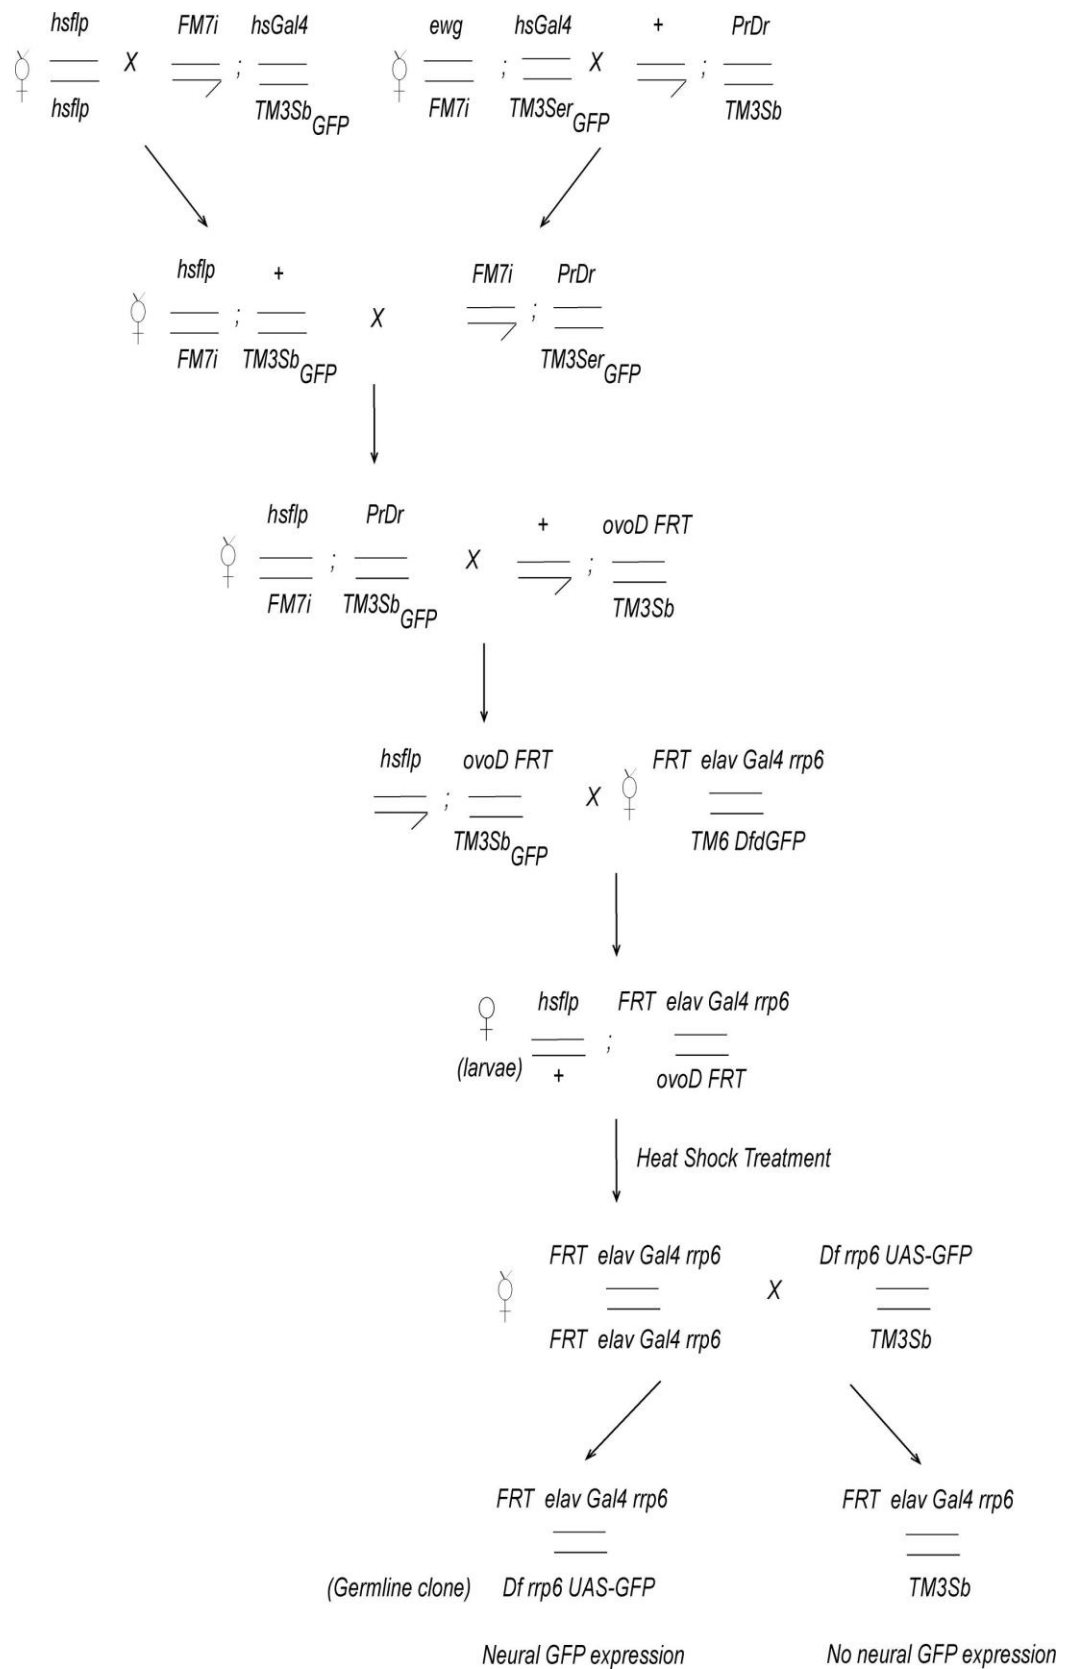 hsflp FM7i hsGal4 ewg hsGal4 + PrDr
X ; ; X ;
hsflp TM3Sb GFP FM7i TM3Ser GFP TM3Sb
hsflp + FM7i PrDr
; X ;
FM7i TM3Sb GFP TM3Ser GFP
hsflp PrDr + ovoD FRT
; X ;
FM7i TM3Sb GFP TM3Sb
hsflp ovoD FRT FRT elav Gal4 rrp6
; X
TM3Sb GFP TM6 DfdGFP
hsflp FRT elav Gal4 rrp6
;
(larvae) + ovoD FRT
Heat Shock Treatment
FRT elav Gal4 rrp6 Df rrp6 UAS-GFP
X
FRT elav Gal4 rrp6 TM3Sb
FRT elav Gal4 rrp6 FRT elav Gal4 rrp6
(Germline clone) Df rrp6 UAS-GFP TM3Sb
Neural GFP expression No neural GFP expression